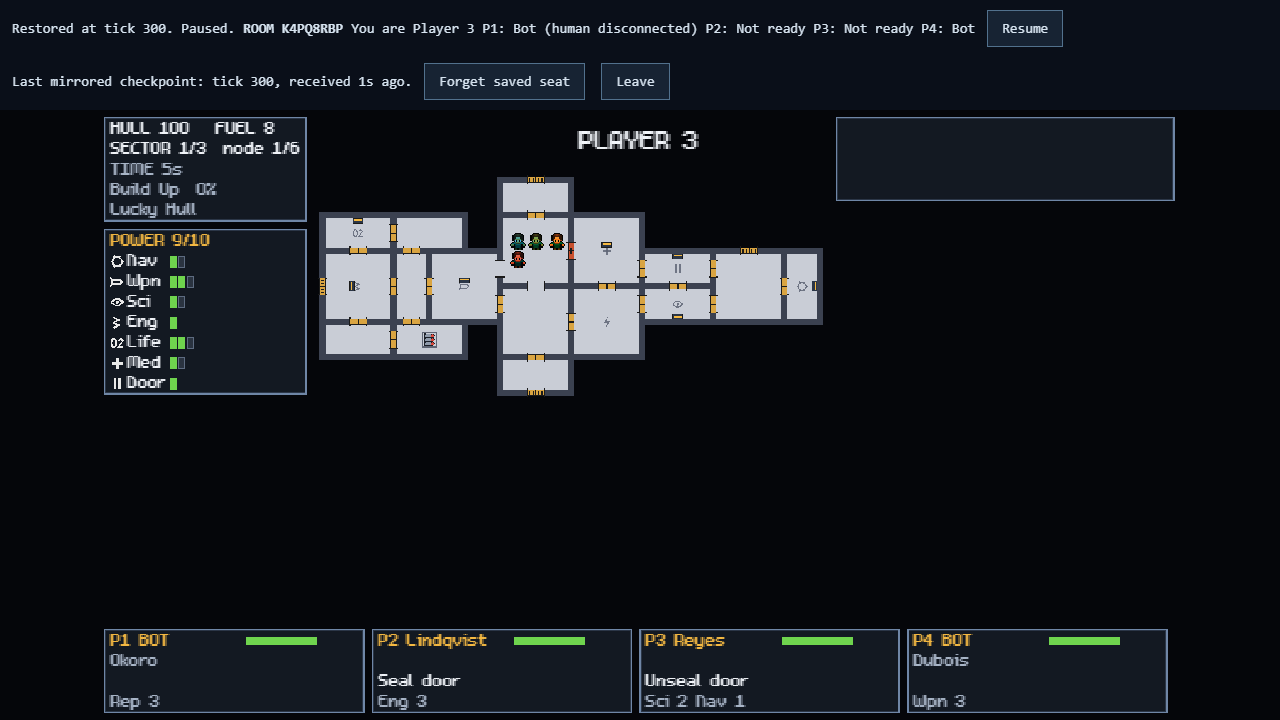 Restored at tick 300. Paused. ROOM K4PQ8RBP You are Player 3 P1: Bot (human disconnected) P2: Not ready P3: Not ready P4: Bot Resume
Last mirrored checkpoint: tick 300, received 1s ago. Forget saved seat Leave
HULL 100 FUEL 8
SECTOR 1/3 node 1/6
TIME 5s
Build Up 0%
Lucky Hull
PLAYER 3
POWER 9/10
Nav
Wpn
Sci
Eng
O2 Life
Med
Door
O2
P1 BOT
Okoro
Rep 3
P2 Lindqvist
Seal door
Eng 3
P3 Reyes
Unseal door
Sci 2 Nav 1
P4 BOT
Dubois
Wpn 3